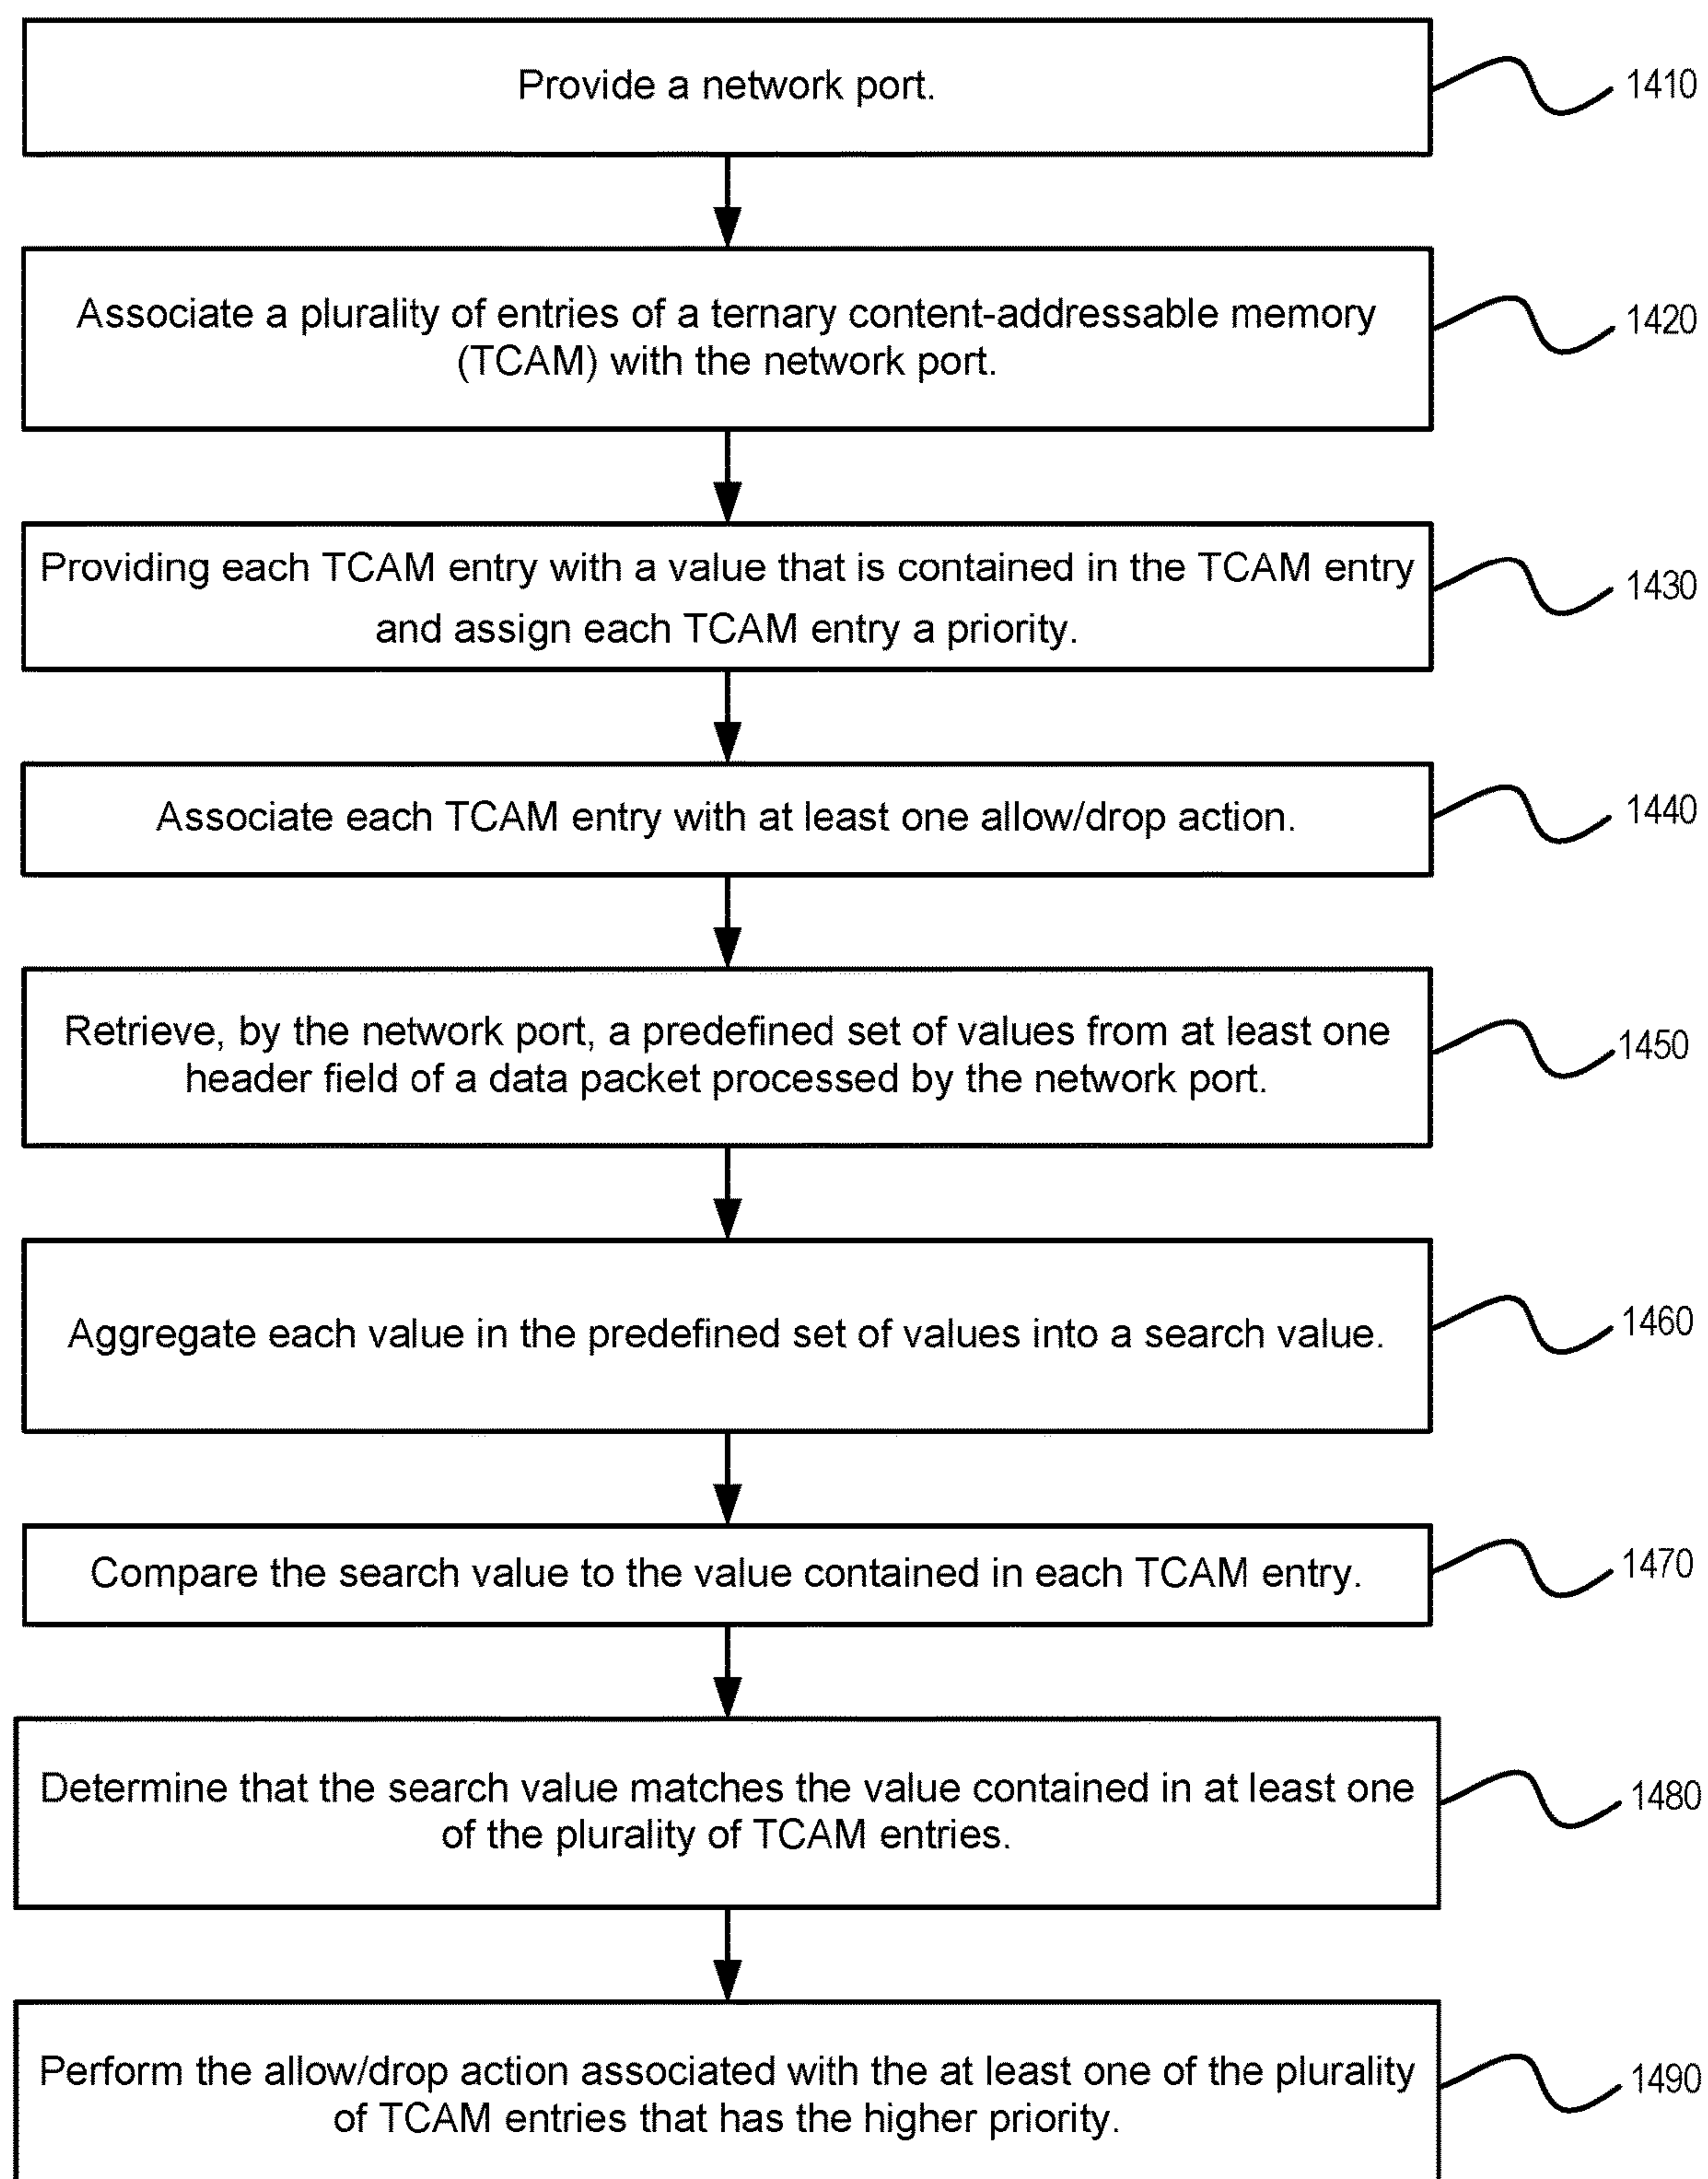 Provide a network port.
1410
Associate a plurality of entries of a ternary content-addressable memory
(TCAM) with the network port.
1420
Providing each TCAM entry with a value that is contained in the TCAM entry
and assign each TCAM entry a priority.
1430
Associate each TCAM entry with at least one allow/drop action.
1440
Retrieve, by the network port, a predefined set of values from at least one
header field of a data packet processed by the network port.
1450
Aggregate each value in the predefined set of values into a search value.
1460
Compare the search value to the value contained in each TCAM entry.
1470
Determine that the search value matches the value contained in at least one
of the plurality of TCAM entries.
1480
Perform the allow/drop action associated with the at least one of the plurality
of TCAM entries that has the higher priority.
1490